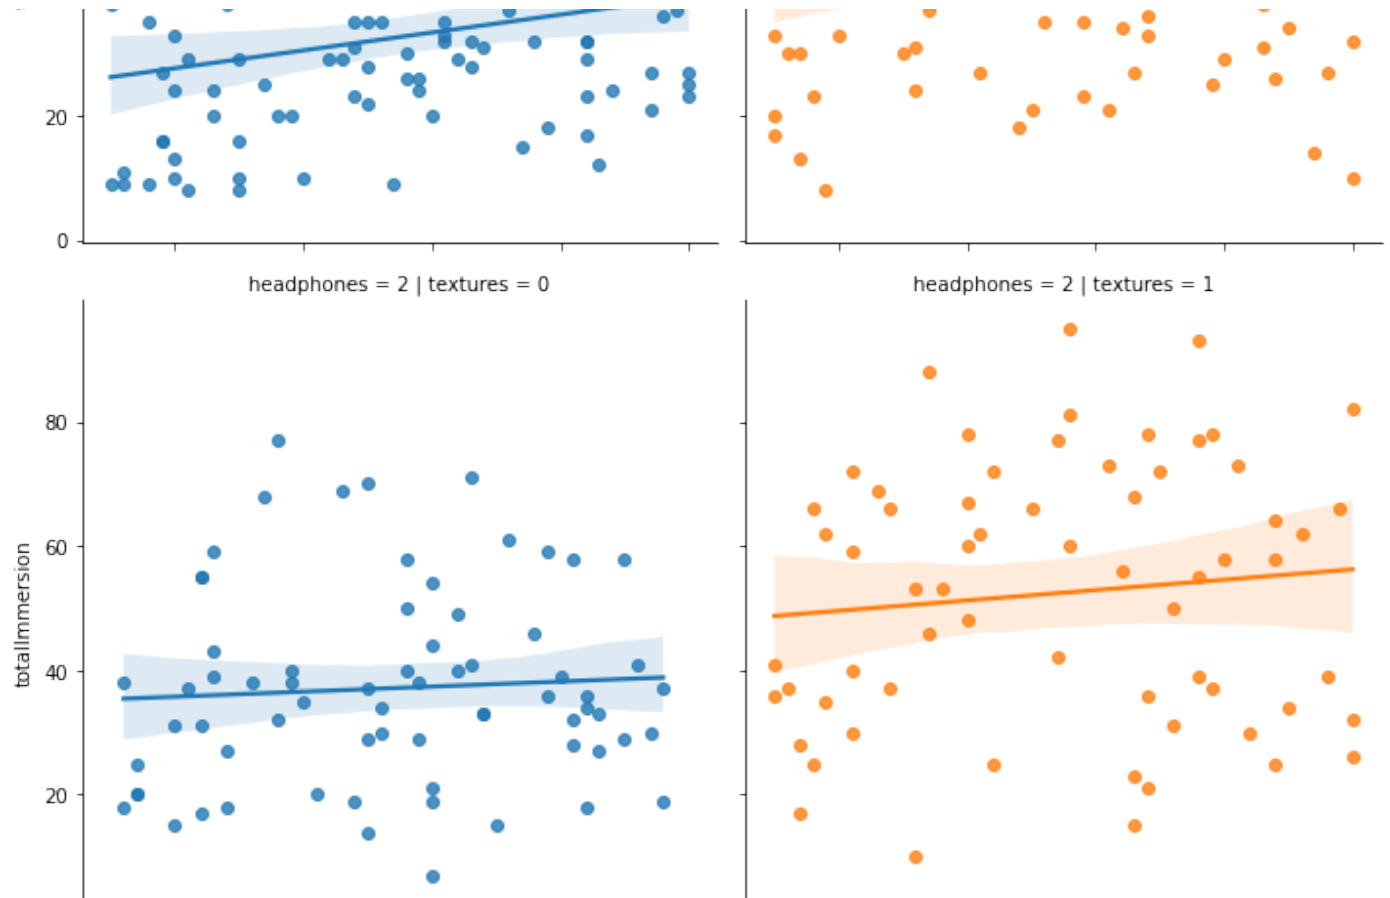 20
0
headphones = 2 | textures = 0
headphones = 2 | textures = 1
80
60
totalImmersion
40
20